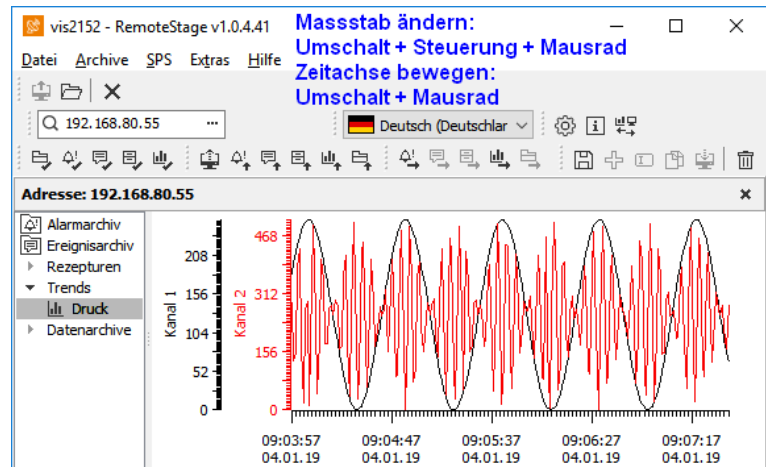 vis2152 - RemoteStage v1.0.4.41
Massstab ändern:
Umschalt + Steuerung + Mausrad
Zeitachse bewegen:
Umschalt + Mausrad
Datei Archive SPS Extras Hilfe
192.168.80.55 ...
Deutsch (Deutschlar
Adresse: 192.168.80.55
Alarmarchiv
Ereignisarchiv
Rezepturen
Trends
Druck
Datenarchive
Kanal 1
208
156
104
52
0
Kanal 2
468
312
156
0
09:03:57 09:04:47 09:05:37 09:06:27 09:07:17
04.01.19 04.01.19 04.01.19 04.01.19 04.01.19